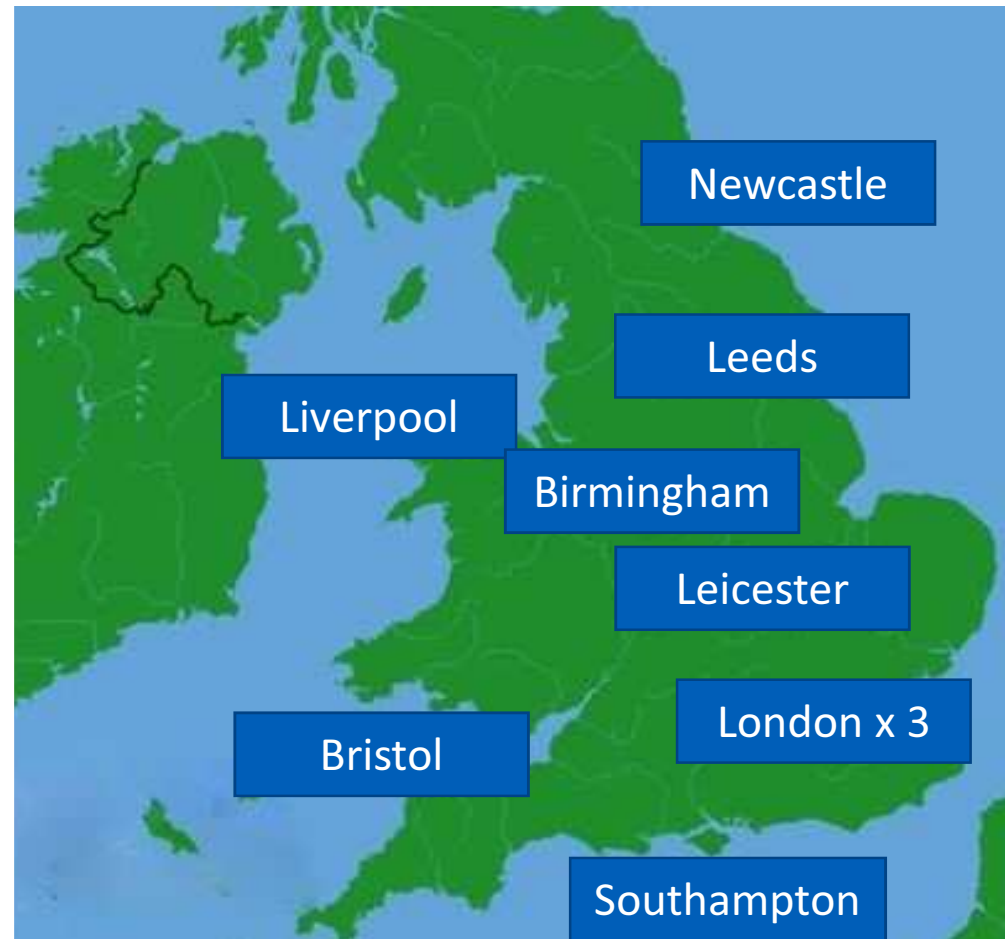 Newcastle
Leeds
Liverpool
Birmingham
Leicester
London x 3
Bristol
Southampton